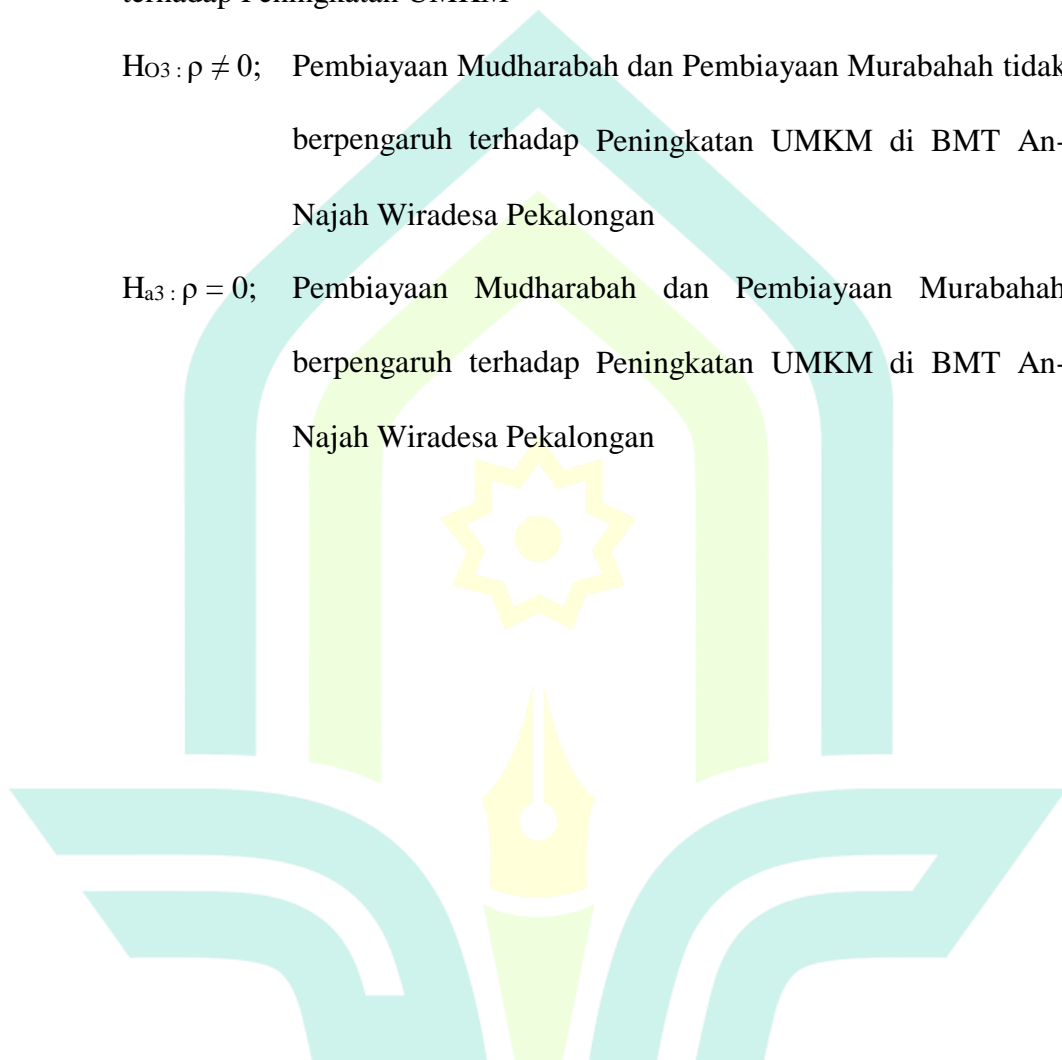 terhadap Peningkatan UMKM
HO3 : ρ ≠ 0; Pembiayaan Mudharabah dan Pembiayaan Murabahah tidak
berpengaruh terhadap Peningkatan UMKM di BMT An-
Najah Wiradesa Pekalongan
Ha3 : ρ = 0; Pembiayaan Mudharabah dan Pembiayaan Murabahah
berpengaruh terhadap Peningkatan UMKM di BMT An-
Najah Wiradesa Pekalongan